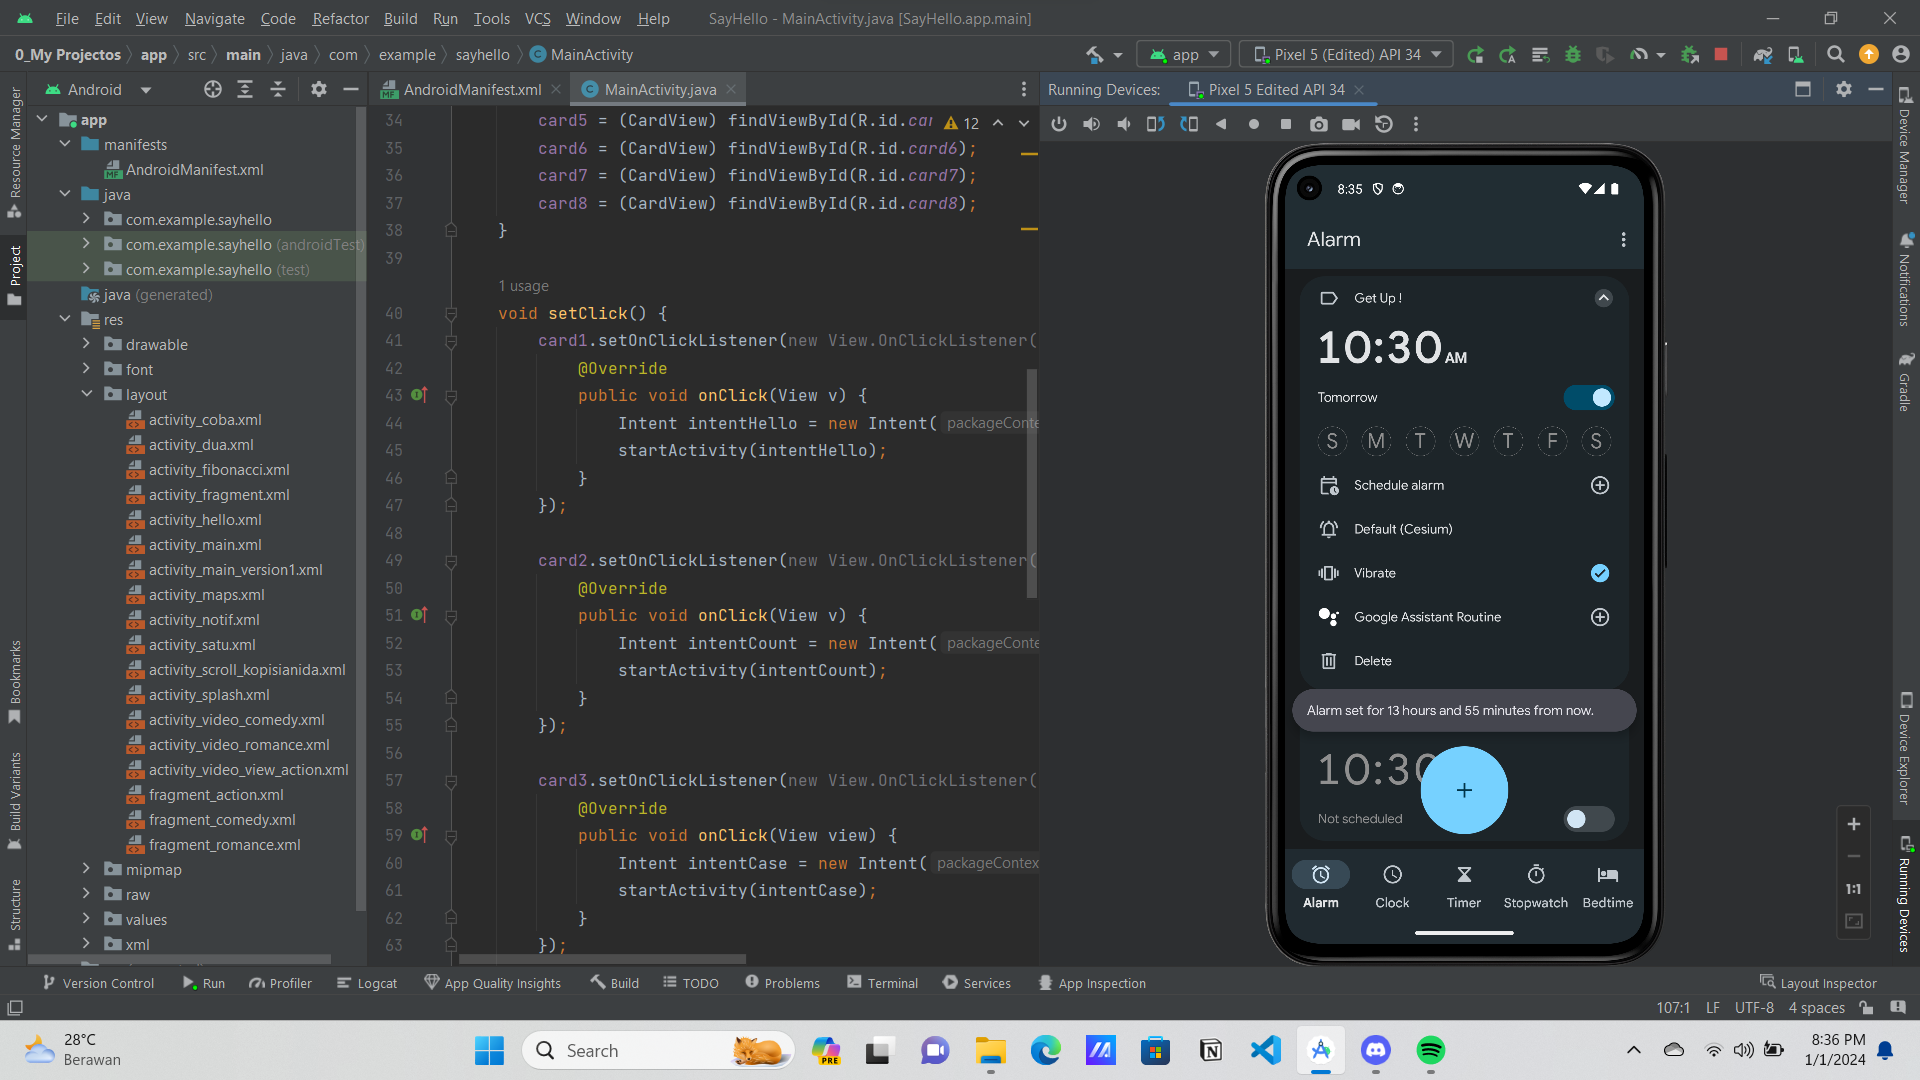 File Edit View Navigate Code Refactor Build Run Tools VCS Window Help SayHello - MainActivity.java [SayHello.app.main]
0_My Projectos app src main java com example sayhello C MainActivity app Pixel 5 (Edited) API 34
Android
AndroidManifest.xml
MainActivity.java
Running Devices: Pixel 5 Edited API 34
Resource Manager
Project
Bookmarks
Build Variants
Structure
app
manifests
AndroidManifest.xml
java
com.example.sayhello
com.example.sayhello (androidTest)
com.example.sayhello (test)
java (generated)
res
drawable
font
layout
activity_coba.xml
activity_dua.xml
activity_fibonacci.xml
activity_fragment.xml
activity_hello.xml
activity_main.xml
activity_main_version1.xml
activity_maps.xml
activity_notif.xml
activity_satu.xml
activity_scroll_kopisianida.xml
activity_splash.xml
activity_video_comedy.xml
activity_video_romance.xml
activity_video_view_action.xml
fragment_action.xml
fragment_comedy.xml
fragment_romance.xml
mipmap
raw
values
xml
12
34 card5 = (CardView) findViewById(R.id.car
35 card6 = (CardView) findViewById(R.id.card6);
36 card7 = (CardView) findViewById(R.id.card7);
37 card8 = (CardView) findViewById(R.id.card8);
38 }
39
1 usage
40 void setClick() {
41 card1.setOnClickListener(new View.OnClickListener(
42 @Override
43 public void onClick(View v) {
44 Intent intentHello = new Intent( packageConte
45 startActivity(intentHello);
46 }
47 });
48
49 card2.setOnClickListener(new View.OnClickListener(
50 @Override
51 public void onClick(View v) {
52 Intent intentCount = new Intent( packageConte
53 startActivity(intentCount);
54 }
55 });
56
57 card3.setOnClickListener(new View.OnClickListener(
58 @Override
59 public void onClick(View view) {
60 Intent intentCase = new Intent( packageContex
61 startActivity(intentCase);
62 }
63 });
8:35
Alarm
Get Up !
10:30 AM
Tomorrow
S M T W T F S
Schedule alarm
Default (Cesium)
Vibrate
Google Assistant Routine
Delete
Alarm set for 13 hours and 55 minutes from now.
10:30
Not scheduled
Alarm Clock Timer Stopwatch Bedtime
1:1
Device Manager
Notifications
Gradle
Device Explorer
Running Devices
Version Control Run Profiler Logcat App Quality Insights Build TODO Problems Terminal Services App Inspection Layout Inspector
107:1 LF UTF-8 4 spaces
28°C
Berawan
Search
PRE
8:36 PM
1/1/2024